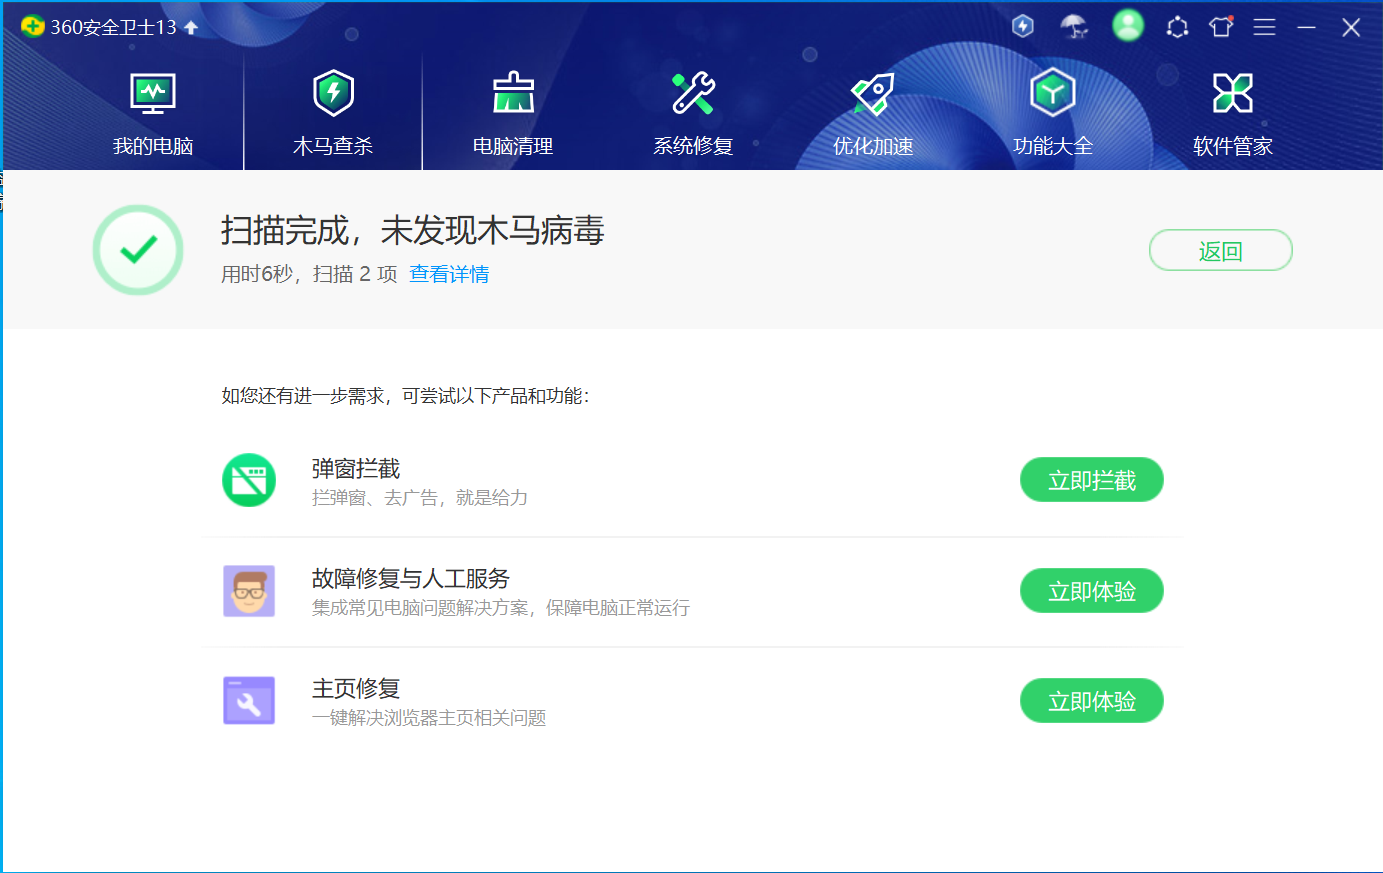 360安全卫士13
我的电脑
木马查杀
电脑清理
系统修复
优化加速
功能大全
软件管家
扫描完成，未发现木马病毒
用时6秒，扫描 2 项 查看详情
返回
如您还有进一步需求，可尝试以下产品和功能：
弹窗拦截
拦弹窗、去广告，就是给力
立即拦截
故障修复与人工服务
集成常见电脑问题解决方案，保障电脑正常运行
立即体验
主页修复
一键解决浏览器主页相关问题
立即体验